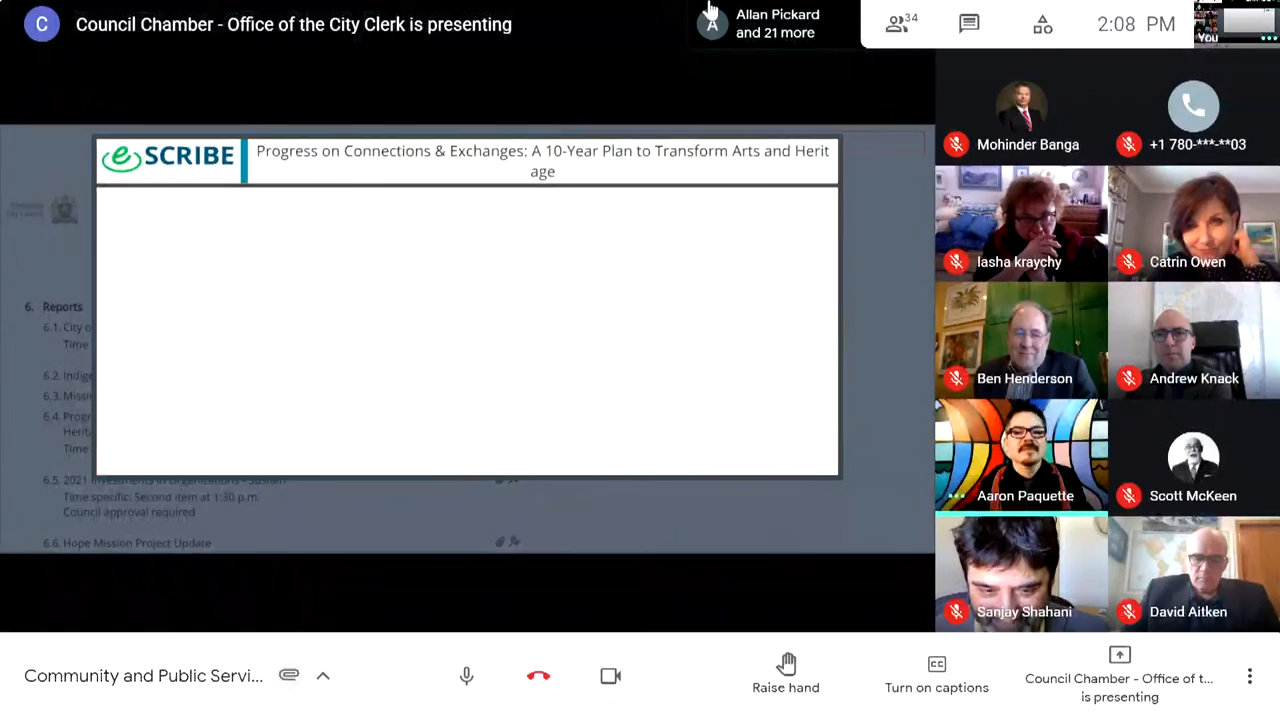 C
Council Chamber - Office of the City Clerk is presenting
A
Allan Pickard
and 21 more
34
2:08 PM
You
Mohinder Banga
+1 780-***-**03
eSCRIBE
Progress on Connections & Exchanges: A 10-Year Plan to Transform Arts and Herit
age
lasha kraychy
Catrin Owen
6. Reports
6.1. City o
Time
Ben Henderson
Andrew Knack
6.2. Indige
6.3. Missi
6.4. Progr
Herit
Time
6.5. 2021 Investments in Organizations - Sustain
Time specific: Second item at 1:30 p.m.
Council approval required
Aaron Paquette
Scott McKeen
6.6. Hope Mission Project Update
Sanjay Shahani
David Aitken
Community and Public Servi...
Raise hand
CC
Turn on captions
Council Chamber - Office of t...
is presenting